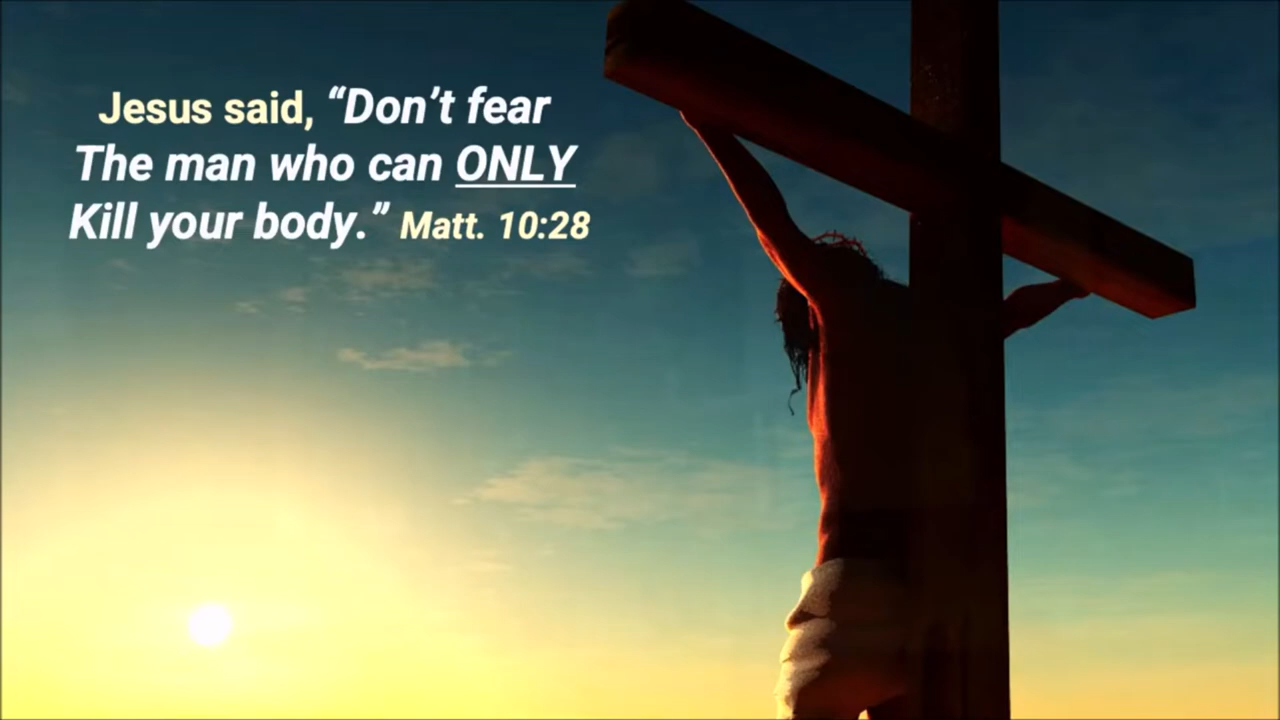 Jesus said, “Don’t fear
The man who can ONLY
Kill your body.” Matt. 10:28